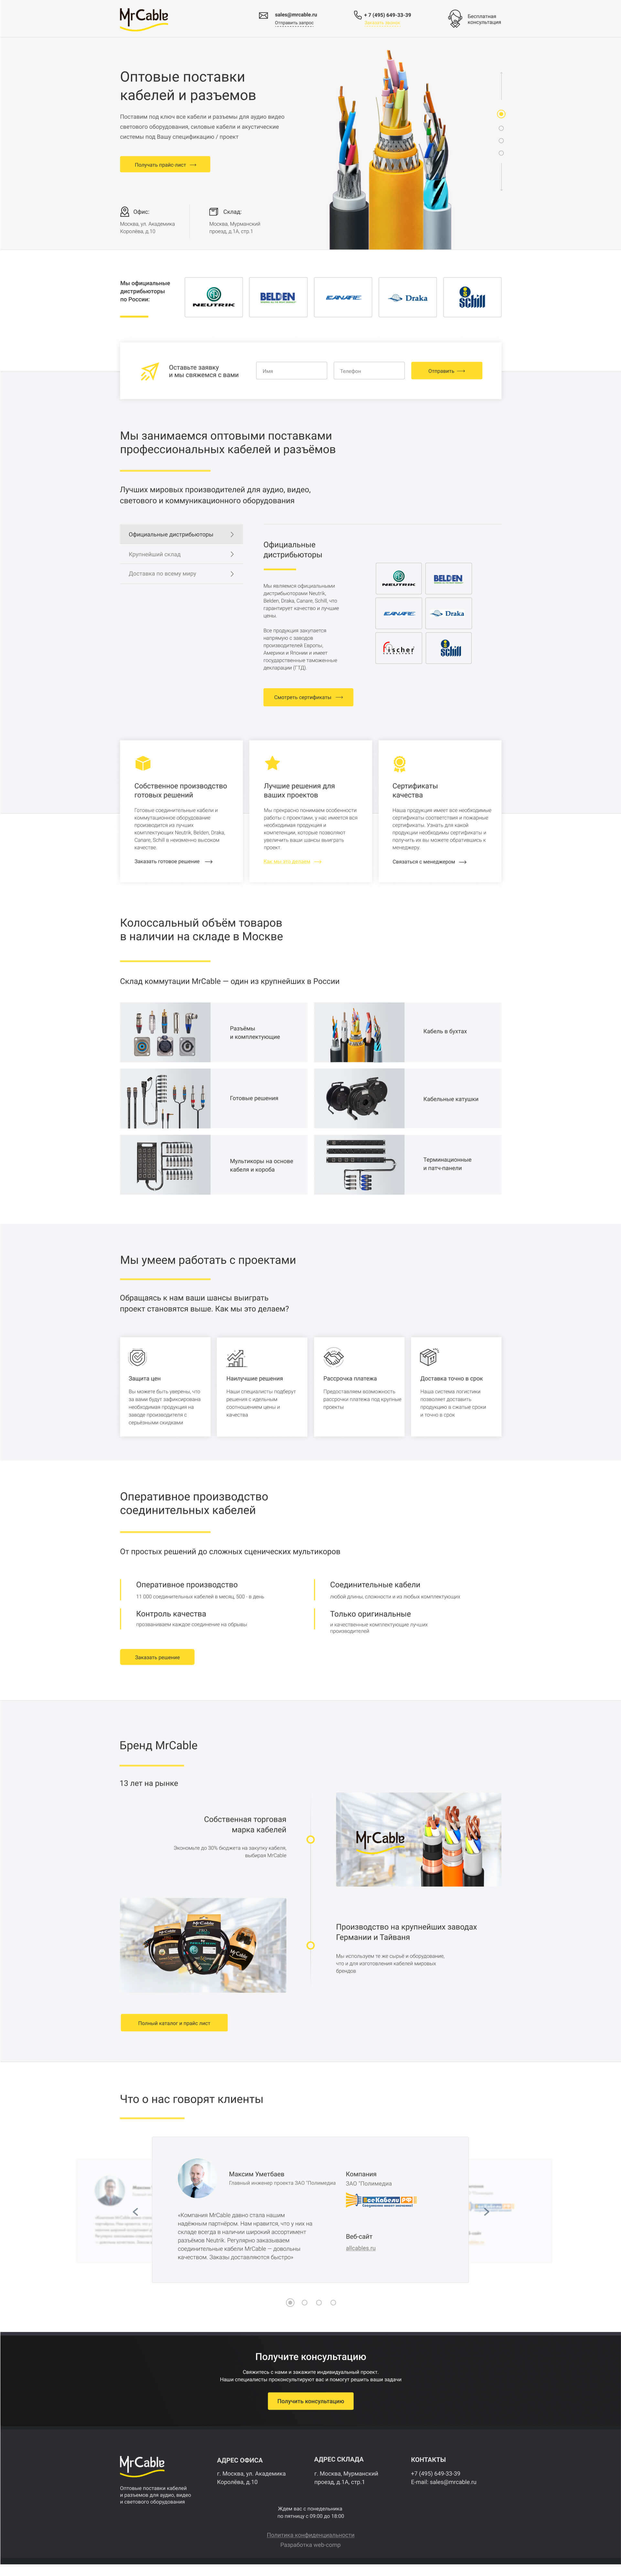 MrCable
sales@mrcable.ru
Отправить запрос
+ 7 (495) 649-33-39
Заказать звонок
Бесплатная
консультация
Оптовые поставки
кабелей и разъемов
Поставим под ключ все кабели и разъемы для аудио видео
светового оборудования, силовые кабели и акустические
системы под Вашу спецификацию / проект
Получать прайс-лист
Офис:
Москва, ул. Академика
Королёва, д.10
Склад:
Москва, Мурманский
проезд, д.1А, стр.1
Мы официальные
дистрибьюторы
по России:
NEUTRIK
BELDEN
CANARE
Draka
schill
Оставьте заявку
и мы свяжемся с вами
Имя
Телефон
Отправить
Мы занимаемся оптовыми поставками
профессиональных кабелей и разъёмов
Лучших мировых производителей для аудио, видео,
светового и коммуникационного оборудования
Официальные дистрибьюторы
Крупнейший склад
Доставка по всему миру
Официальные
дистрибьюторы
Мы являемся официальными
дистрибьюторами Neutrik,
Belden, Draka, Canare, Schill, что
гарантирует качество и лучшие
цены.
Все продукция закупается
напрямую с заводов
производителей Европы,
Америки и Японии и имеет
государственные таможенные
декларации (ГТД).
Смотреть сертификаты
NEUTRIK
BELDEN
CANARE
Draka
fischer
schill
Собственное производство
готовых решений
Готовые соединительные кабели и
коммутационное оборудование
производится из лучших
комплектующих Neutrik, Belden, Draka,
Canare, Schill и неизменно высоком
качестве.
Заказать готовое решение
Лучшие решения для
ваших проектов
Мы прекрасно понимаем особенности
работы с проектами, у нас имеется вся
необходимая продукция и
компетенция, которые позволяют
увеличить ваши шансы выиграть
проект.
Как мы это делаем
Сертификаты
качества
Наша продукция имеет все необходимые
сертификаты соответствия и пожарные
сертификаты. Узнать для какой
продукции необходимы сертификаты и
получить их вы можете обратившись к
менеджеру.
Связаться с менеджером
Колоссальный объём товаров
в наличии на складе в Москве
Склад коммутации MrCable — один из крупнейших в России
Разъёмы
и комплектующие
Кабель в бухтах
Готовые решения
Кабельные катушки
Мультикоры на основе
кабеля и короба
Терминационные
и патч-панели
Мы умеем работать с проектами
Обращаясь к нам ваши шансы выиграть
проект становятся выше. Как мы это делаем?
Защита цен
Вы можете быть уверены, что
за вами будут зафиксирована
необходимая продукция на
заводе производителя с
серьёзными скидками
Наилучшие решения
Наши специалисты подберут
решения с идельным
соотношением цены и
качества
Рассрочка платежа
Предоставляем возможность
рассрочки платежа под крупные
проекты
Доставка точно в срок
Наша система логистики
позволяет доставить
продукцию в сжатые сроки
и точно в срок
Оперативное производство
соединительных кабелей
От простых решений до сложных сценических мультикоров
Оперативное производство
11 000 соединительных кабелей в месяц, 500 - в день
Соединительные кабели
любой длины, сложности и из любых комплектующих
Контроль качества
прозваниваем каждое соединение на обрывы
Только оригинальные
и качественные комплектующие лучших
производителей
Заказать решение
Бренд MrCable
13 лет на рынке
Собственная торговая
марка кабелей
Экономьте до 30% бюджета на закупку кабеля,
выбирая MrCable
MrCable
Производство на крупнейших заводах
Германии и Тайваня
Мы используем те же сырьё и оборудование,
что и для изготовления кабелей мировых
брендов
Полный каталог и прайс лист
Что о нас говорят клиенты
Максим Уметбаев
Главный инженер проекта ЗАО "Полимедиа
Компания
ЗАО "Полимедиа
ВсеКабели.РФ
«Компания MrCable давно стала нашим
надёжным партнёром. Нам нравится, что у них на
складе всегда в наличии широкий ассортимент
разъёмов Neutrik. Регулярно заказываем
соединительные кабели MrCable — довольны
качеством. Заказы доставляются быстро»
Веб-сайт
allcables.ru
Получите консультацию
Свяжитесь с нами и закажите индивидуальный проект.
Наши специалисты проконсультируют вас и помогут решить ваши задачи
Получить консультацию
MrCable
Оптовые поставки кабелей
и разъемов для аудио, видео
и светового оборудования
АДРЕС ОФИСА
г. Москва, ул. Академика
Королёва, д.10
АДРЕС СКЛАДА
г. Москва, Мурманский
проезд, д.1А, стр.1
КОНТАКТЫ
+7 (495) 649-33-39
E-mail: sales@mrcable.ru
Ждем вас с понедельника
по пятницу с 09:00 до 18:00
Политика конфиденциальности
Разработка web-comp